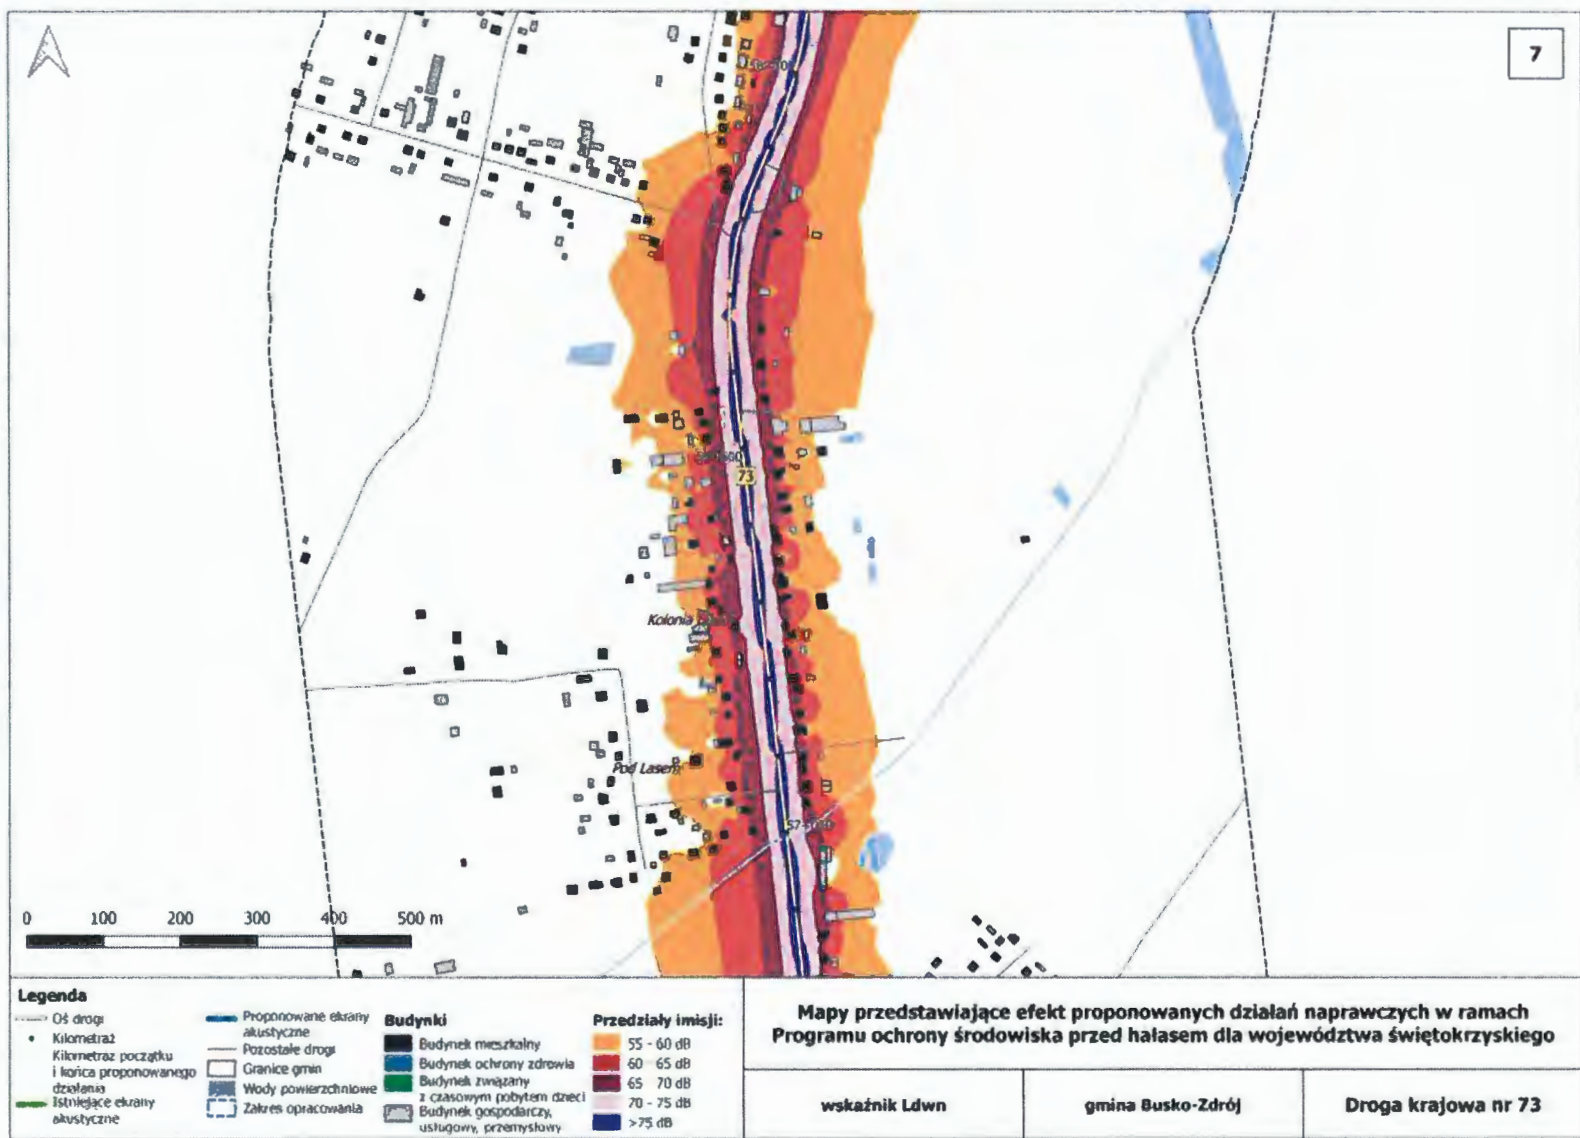 7
73
Kolonia
Pod Lasem
0 100 200 300 400 500 m
Legenda
Oś drogi
Kilometraż
Kilometraż początku
i końca proponowanego
działania
Istniejące ekrany
akustyczne
Proponowane ekrany
akustyczne
Pozostałe drogi
Granice gmin
Wody powierzchniowe
Zakres opracowania
Budynki
Budynek mieszkalny
Budynek ochrony zdrowia
Budynek związany
z czasowym pobytem dzieci
Budynek gospodarczy,
usługowy, przemysłowy
Przedziały imisji:
55 - 60 dB
60 65 dB
65 70 dB
70 - 75 dB
>75 dB
Mapy przedstawiające efekt proponowanych działań naprawczych w ramach
Programu ochrony środowiska przed hałasem dla województwa świętokrzyskiego
wskaźnik Ldwn
gmina Busko-Zdrój
Droga krajowa nr 73